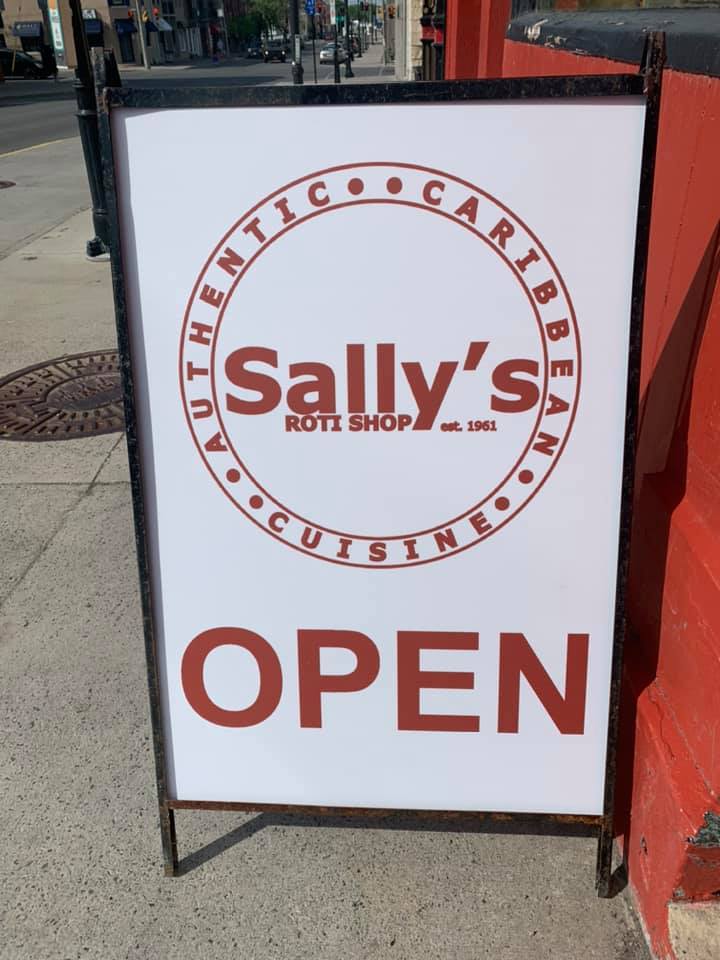 AUTHENTIC • • CARIBBEAN • • CUISINE • •
Sally's
ROTI SHOP est. 1961
OPEN